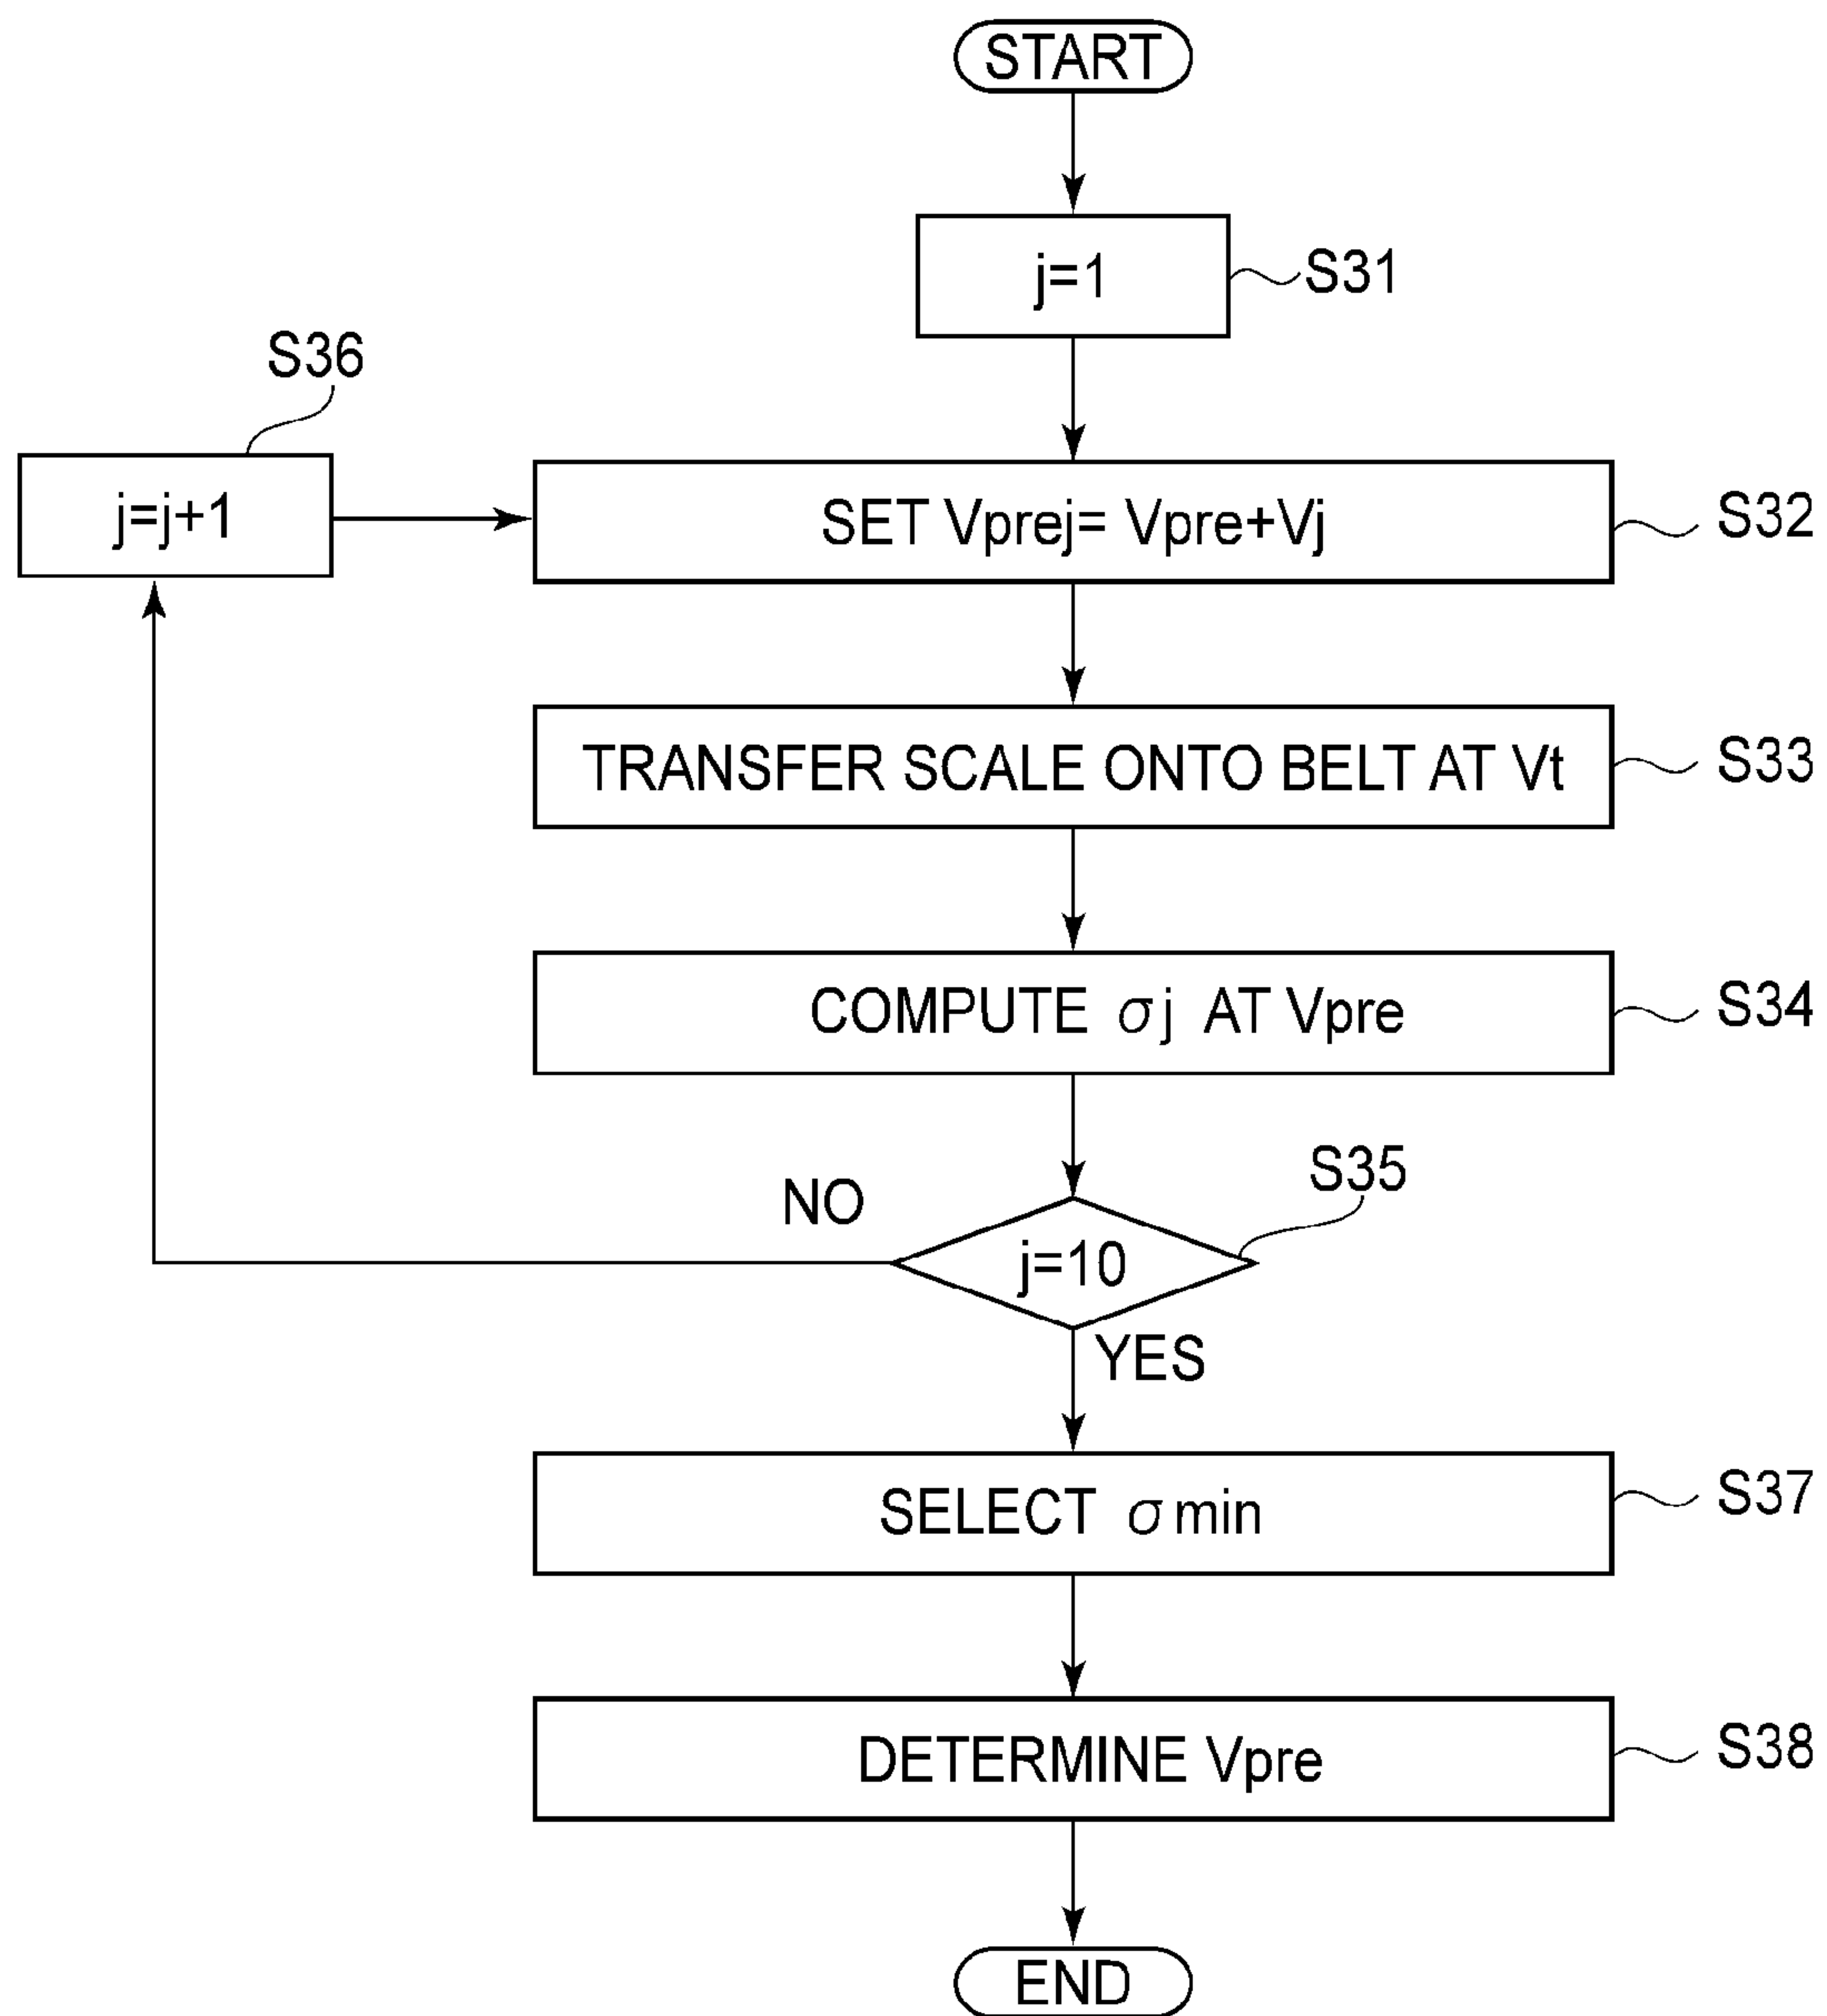 START
j=1
S31
S36
j=j+1
SET Vprej= Vpre+Vj
S32
TRANSFER SCALE ONTO BELT AT Vt
S33
COMPUTE σj AT Vpre
S34
S35
NO
j=10
YES
SELECT σmin
S37
DETERMINE Vpre
S38
END